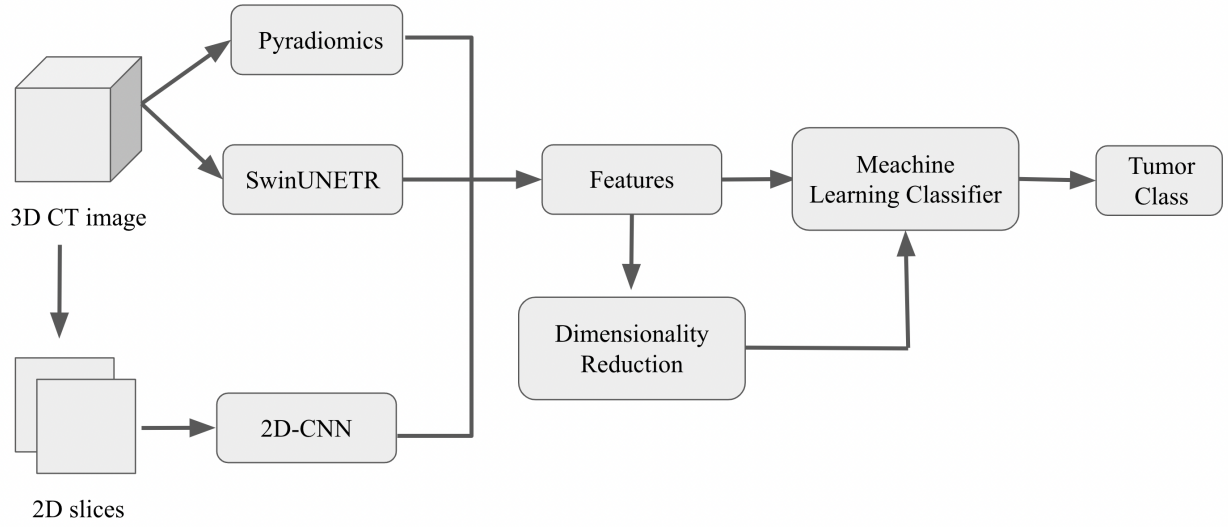 Pyradiomics
3D CT image
SwinUNETR
Features
Meachine
Learning Classifier
Tumor
Class
Dimensionality
Reduction
2D-CNN
2D slices